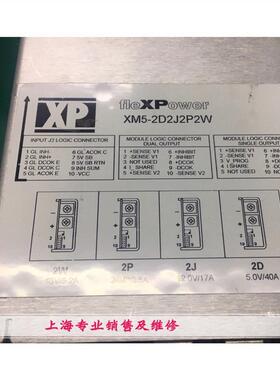 XP
fleXPower
XM5-2D2J2P2W
INPUT J2 LOGIC CONNECTOR
1 GL INH-
2 GL INH+
3 GL DCOK E
4 GL DCOK C
5 GL ACOK E
6 GL ACOK C
7 5V SB
8 5V SB RTN
9 INH SUM
10 -VCC
MODULE LOGIC CONNECTOR
DUAL OUTPUT
1 +SENSE V1
2 -SENSE V1
3 NOT USED
4 I SHARE
5 +SENSE V2
6 +INHIBIT
7 -INHIBIT
8 +DCOK
9
10 -SENSE V2
MODULE LOGIC CONNECTOR
SINGLE OUTPUT
1 +SENSE
2 -SENSE
3 V PROG
4 I SHARE
5 NOT USED
2W
2P
2J
2D
2.0V/17A
5.0V/40A
上海专业销售及维修